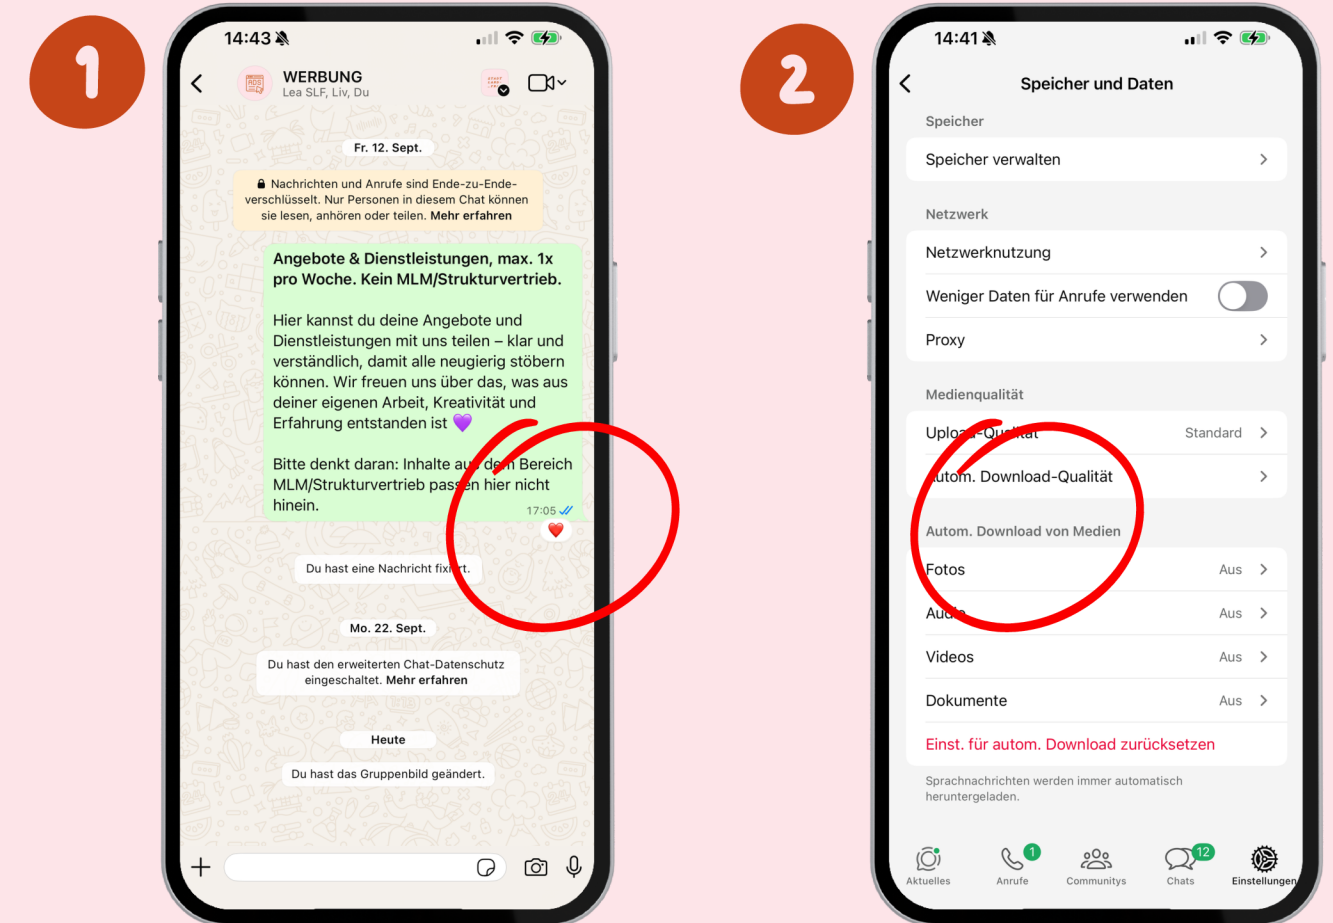 1
14:43
WERBUNG
Lea SLF, Liv, Du
Fr. 12. Sept.
Nachrichten und Anrufe sind Ende-zu-Ende-
verschlüsselt. Nur Personen in diesem Chat können
sie lesen, anhören oder teilen. Mehr erfahren
Angebote & Dienstleistungen, max. 1x
pro Woche. Kein MLM/Strukturvertrieb.
Hier kannst du deine Angebote und
Dienstleistungen mit uns teilen – klar und
verständlich, damit alle neugierig stöbern
können. Wir freuen uns über das, was aus
deiner eigenen Arbeit, Kreativität und
Erfahrung entstanden ist 💜
Bitte denkt daran: Inhalte aus dem Bereich
MLM/Strukturvertrieb passen hier nicht
hinein.
17:05
Du hast eine Nachricht fixiert.
Mo. 22. Sept.
Du hast den erweiterten Chat-Datenschutz
eingeschaltet. Mehr erfahren
Heute
Du hast das Gruppenbild geändert.
2
14:41
Speicher und Daten
Speicher
Speicher verwalten
Netzwerk
Netzwerknutzung
Weniger Daten für Anrufe verwenden
Proxy
Medienqualität
Upload-Qualität Standard
Autom. Download-Qualität
Autom. Download von Medien
Fotos Aus
Audio Aus
Videos Aus
Dokumente Aus
Einst. für autom. Download zurücksetzen
Sprachnachrichten werden immer automatisch
heruntergeladen.
1 12
Aktuelles Anrufe Communitys Chats Einstellungen